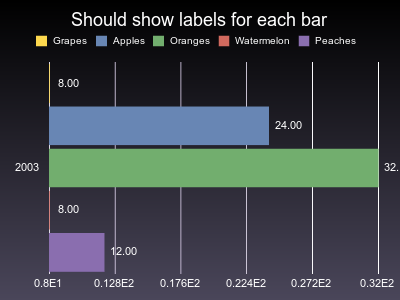 Should show labels for each bar
Grapes Apples Oranges Watermelon Peaches
8.00
24.00
2003 32.
8.00
12.00
0.8E1 0.128E2 0.176E2 0.224E2 0.272E2 0.32E2